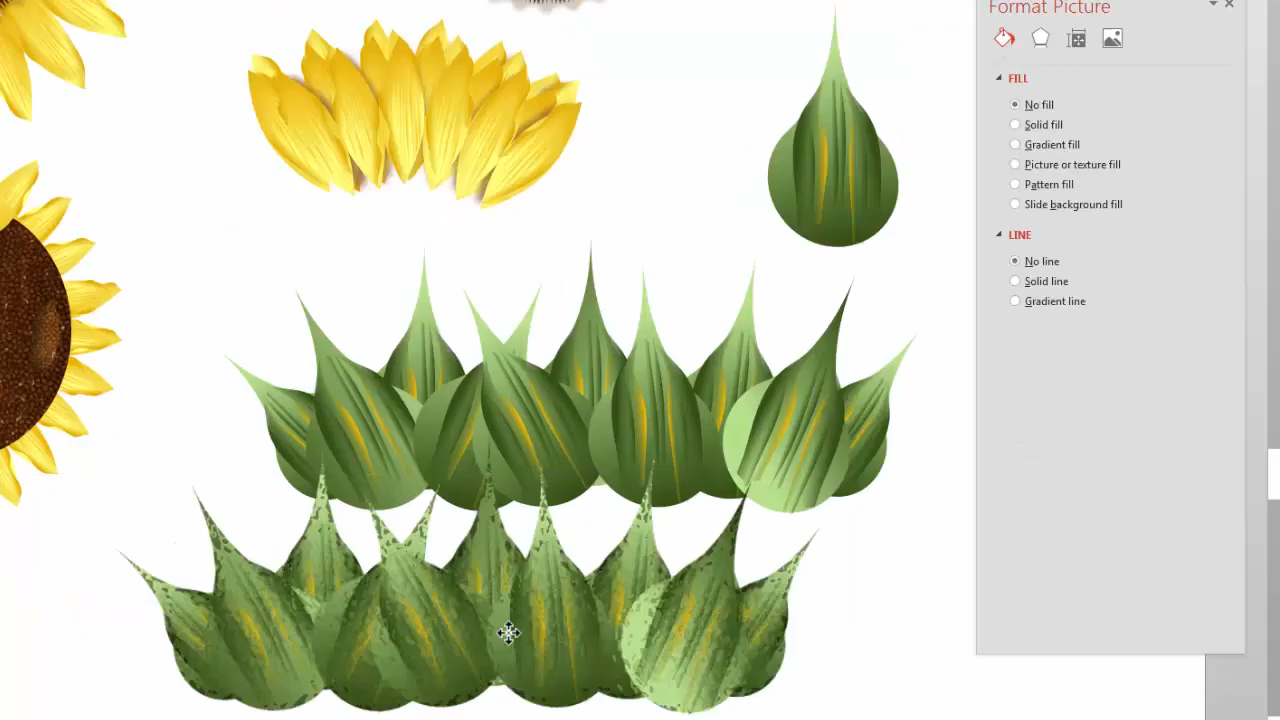 Format Picture
FILL
No fill
Solid fill
Gradient fill
Picture or texture fill
Pattern fill
Slide background fill
LINE
No line
Solid line
Gradient line